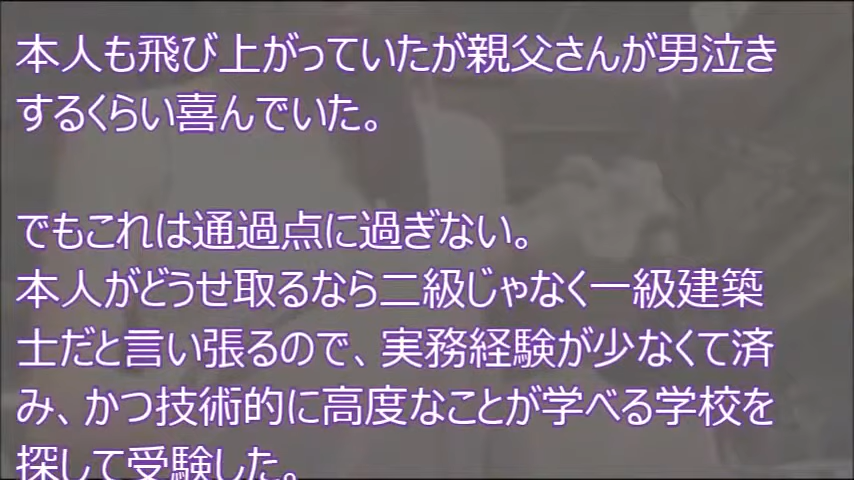 本人も飛び上がっていたが親父さんが男泣き
するくらい喜んでいた。
でもこれは通過点に過ぎない。
本人がどうせ取るなら二級じゃなく一級建築
士だと言い張るので、実務経験が少なくて済
み、かつ技術的に高度なことが学べる学校を
探して受験した。